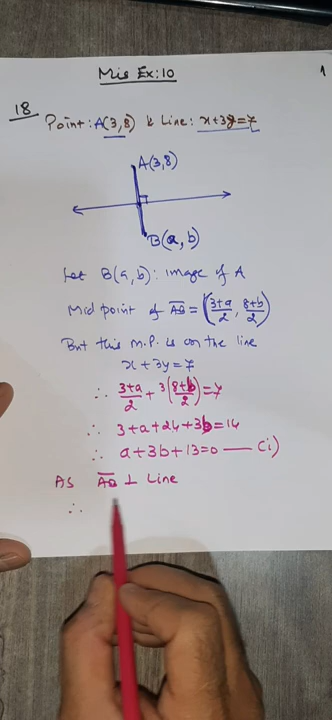 Mis Ex: 10
1
18
Point: A(3,8) & Line: x+3y=7
A(3,8)
B(a, b)
Let B(a, b): image of A
Mid point of AB = (3+a/2, 8+b/2)
But this M.P. is on the line
x + 3y = 7
∴ 3+a/2 + 3(8+b/2) = 7
∴ 3+a+24+3b=14
∴ a+3b+13=0 — (i)
As AB ⊥ Line
∴